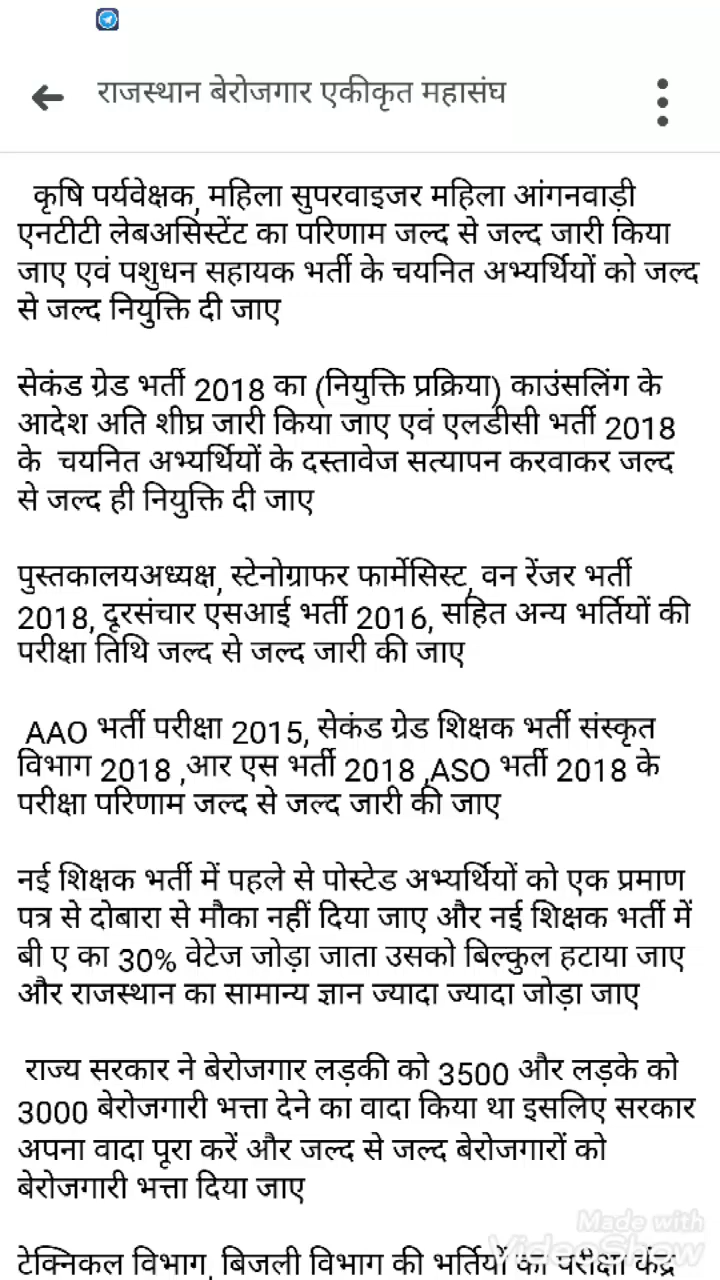 राजस्थान बेरोजगार एकीकृत महासंघ
कृषि पर्यवेक्षक, महिला सुपरवाइजर महिला आंगनवाड़ी
एनटीटी लेबअसिस्टेंट का परिणाम जल्द से जल्द जारी किया
जाए एवं पशुधन सहायक भर्ती के चयनित अभ्यर्थियों को जल्द
से जल्द नियुक्ति दी जाए
सेकंड ग्रेड भर्ती 2018 का (नियुक्ति प्रक्रिया) काउंसलिंग के
आदेश अति शीघ्र जारी किया जाए एवं एलडीसी भर्ती 2018
के चयनित अभ्यर्थियों के दस्तावेज सत्यापन करवाकर जल्द
से जल्द ही नियुक्ति दी जाए
पुस्तकालयअध्यक्ष, स्टेनोग्राफर फार्मेसिस्ट, वन रेंजर भर्ती
2018, दूरसंचार एसआई भर्ती 2016, सहित अन्य भर्तियों की
परीक्षा तिथि जल्द से जल्द जारी की जाए
AAO भर्ती परीक्षा 2015, सेकंड ग्रेड शिक्षक भर्ती संस्कृत
विभाग 2018 ,आर एस भर्ती 2018 ,ASO भर्ती 2018 के
परीक्षा परिणाम जल्द से जल्द जारी की जाए
नई शिक्षक भर्ती में पहले से पोस्टेड अभ्यर्थियों को एक प्रमाण
पत्र से दोबारा से मौका नहीं दिया जाए और नई शिक्षक भर्ती में
बी ए का 30% वेटेज जोड़ा जाता उसको बिल्कुल हटाया जाए
और राजस्थान का सामान्य ज्ञान ज्यादा ज्यादा जोड़ा जाए
राज्य सरकार ने बेरोजगार लड़की को 3500 और लड़के को
3000 बेरोजगारी भत्ता देने का वादा किया था इसलिए सरकार
अपना वादा पूरा करें और जल्द से जल्द बेरोजगारों को
बेरोजगारी भत्ता दिया जाए
Made with
VideoShow
टेक्निकल विभाग, बिजली विभाग की भर्तियों का परीक्षा केंद्र